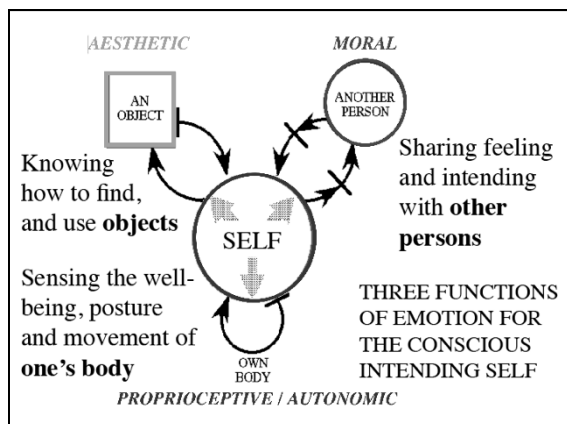 AESTHETIC
MORAL
AN
OBJECT
ANOTHER
PERSON
Knowing
how to find,
and use objects
Sharing feeling
and intending
with other
persons
SELF
Sensing the well-
being, posture
and movement of
one's body
THREE FUNCTIONS
OF EMOTION FOR
THE CONSCIOUS
INTENDING SELF
OWN
BODY
PROPRIOCEPTIVE / AUTONOMIC